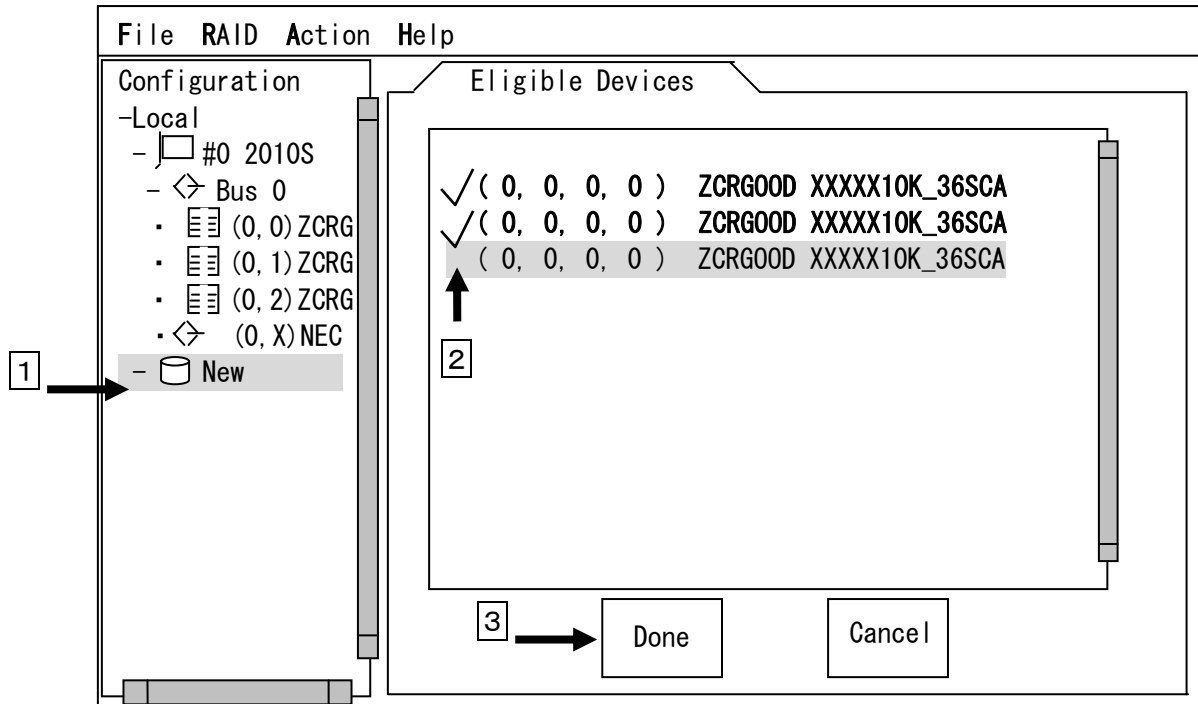 File RAID Action Help
Configuration
-Local
- #0 2010S
- Bus 0
・ (0,0)ZCRG
・ (0,1)ZCRG
・ (0,2)ZCRG
・ (0,X)NEC
- New
Eligible Devices
✓( 0, 0, 0, 0 ) ZCRGOOD XXXXX10K_36SCA
✓( 0, 0, 0, 0 ) ZCRGOOD XXXXX10K_36SCA
( 0, 0, 0, 0 ) ZCRGOOD XXXXX10K_36SCA
1
2
3
Done
Cancel